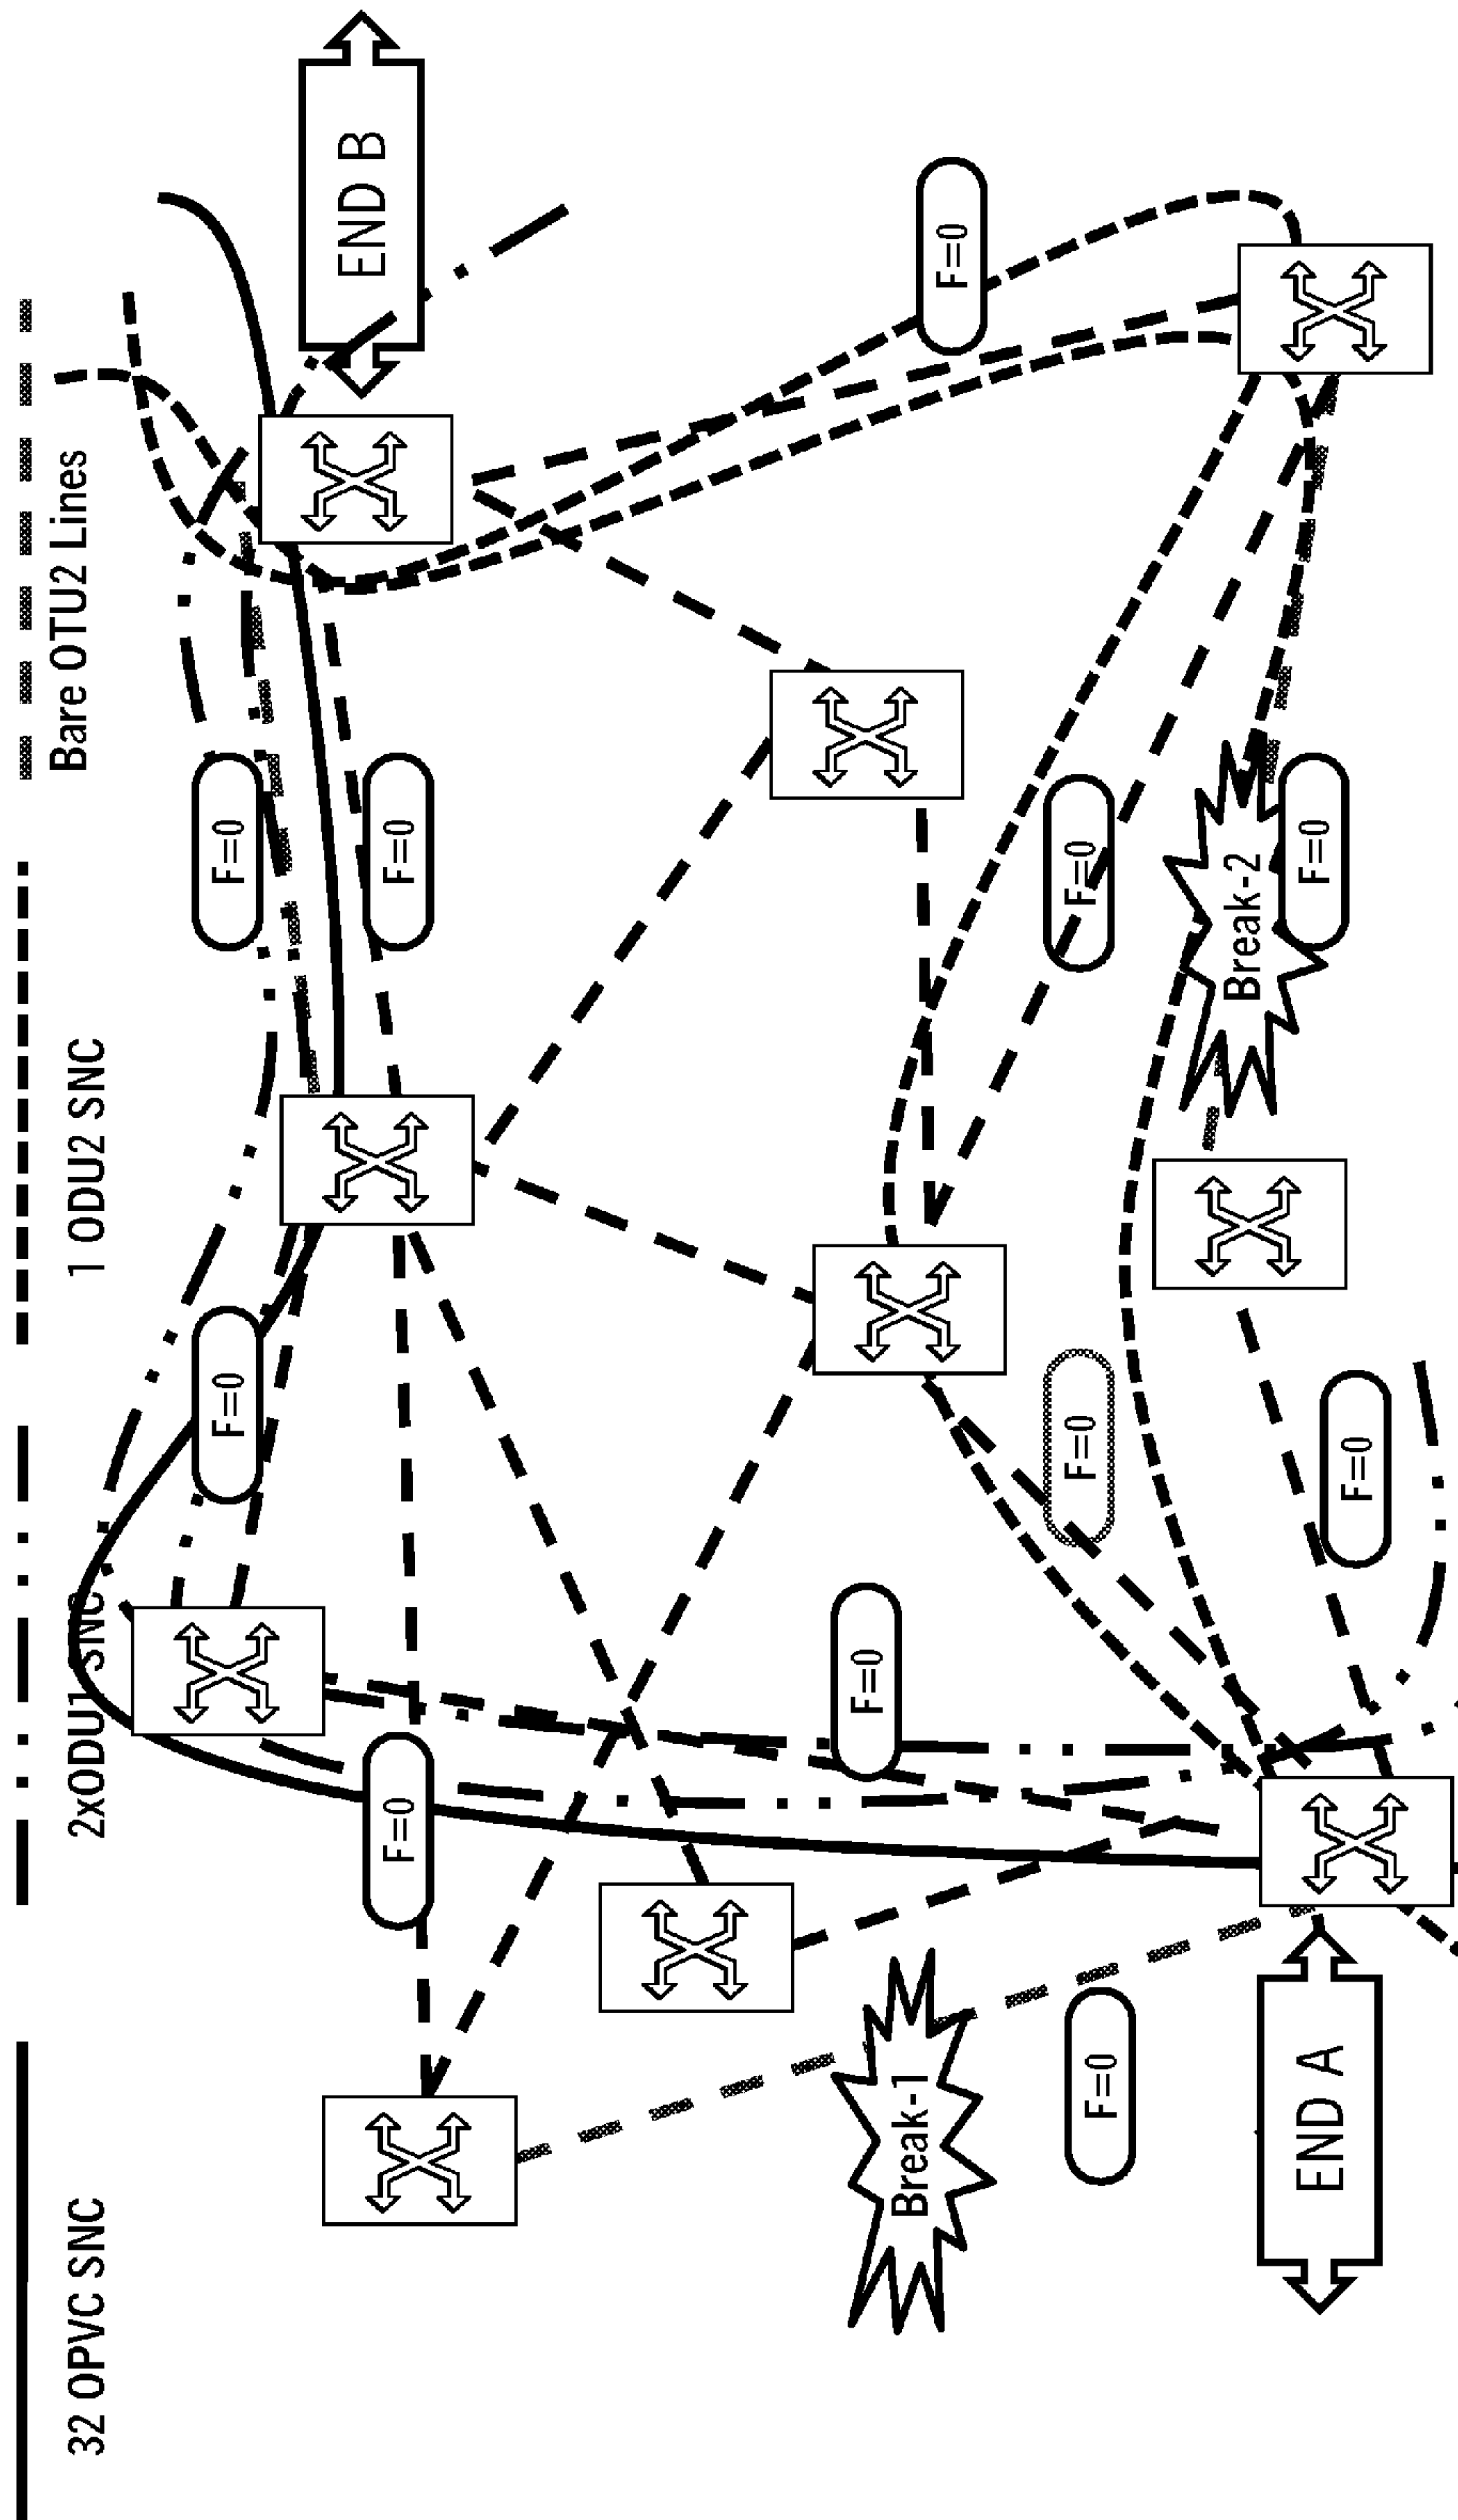 32 OPVC SNC
2xODU1 SNC
1 ODU2 SNC
Bare OTU2 Lines
F=0
F=0
END B
F=0
F=0
F=0
Break-1
F=0
F=0
F=0
F=0
Break-2
F=0
END A
F=0